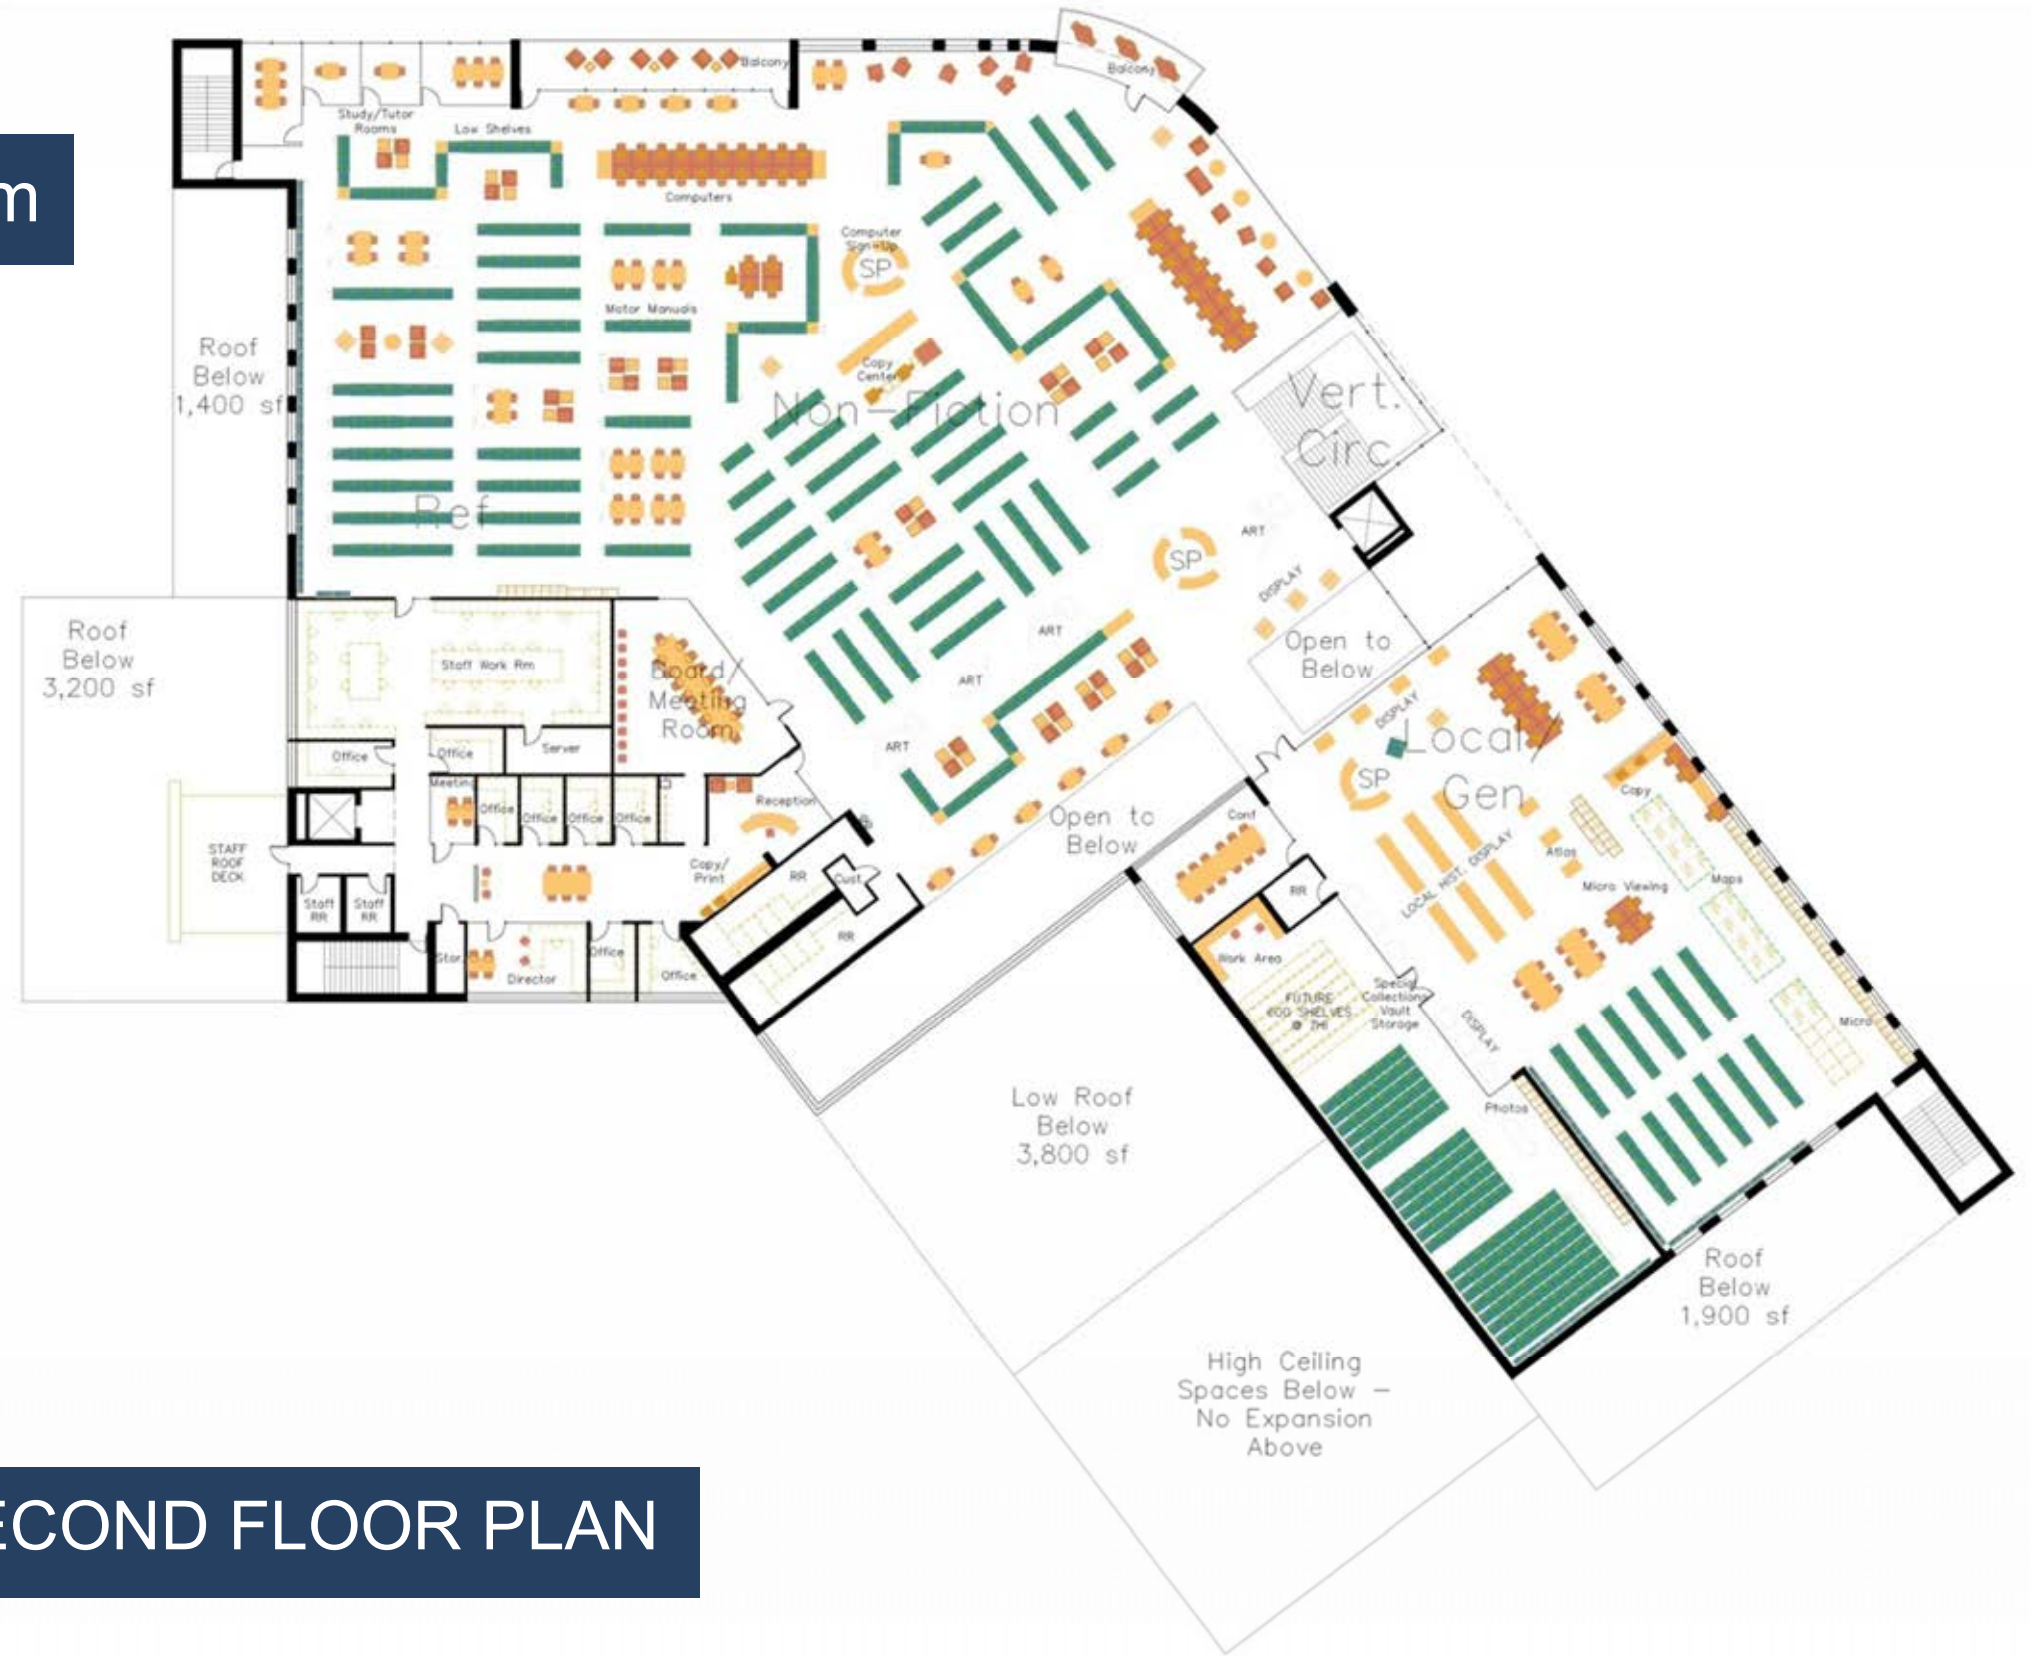 m
Balcony
Balcony
Study/Tutor
Rooms
Low Shelves
Computers
Computer
Sign-Up
SP
Motor Manuals
Copy
Center
Non-Fiction
Vert.
Circ
Roof
Below
1,400 sf
Ref
ART
SP
DISPLAY
Open to
Below
ART
ART
ART
Roof
Below
3,200 sf
Staff Work Rm
Board/
Meeting
Room
Office
Office
Server
Meeting
Office
Office
Office
Office
Reception
STAFF
ROOF
DECK
Staff
RR
Staff
RR
Copy/
Print
RR
Cust
RR
Stor.
Director
Office
Office
Open to
Below
DISPLAY
Local/
Gen
SP
Copy
Conf
Atlas
LOCAL HIST. DISPLAY
Micro Viewing
Maps
RR
Work Area
FUTURE
600 SHELVES
Special
Collections
Vault
Storage
DISPLAY
Micro
Photos
Low Roof
Below
3,800 sf
Roof
Below
1,900 sf
High Ceiling
Spaces Below -
No Expansion
Above
ECOND FLOOR PLAN